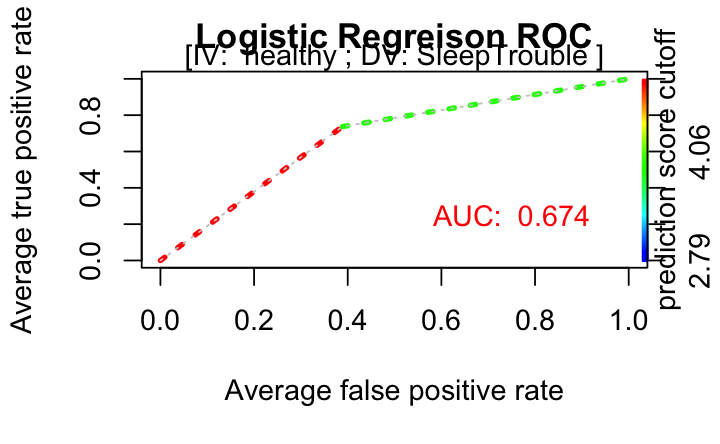 Logistic Regreison ROC
[IV:  healthy ; DV: SleepTrouble ]
Average true positive rate
0.0 0.4 0.8
AUC:  0.674
0.0 0.2 0.4 0.6 0.8 1.0
Average false positive rate
prediction score cutoff
2.79 4.06